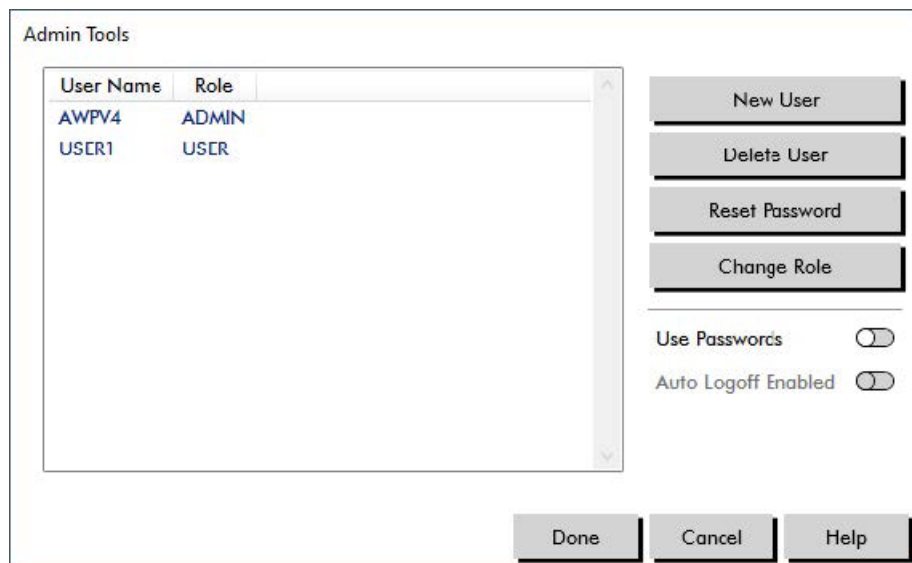 Admin Tools
User Name Role
AWPV4 ADMIN
USER1 USER
New User
Delete User
Reset Password
Change Role
Use Passwords
Auto Logoff Enabled
Done Cancel Help